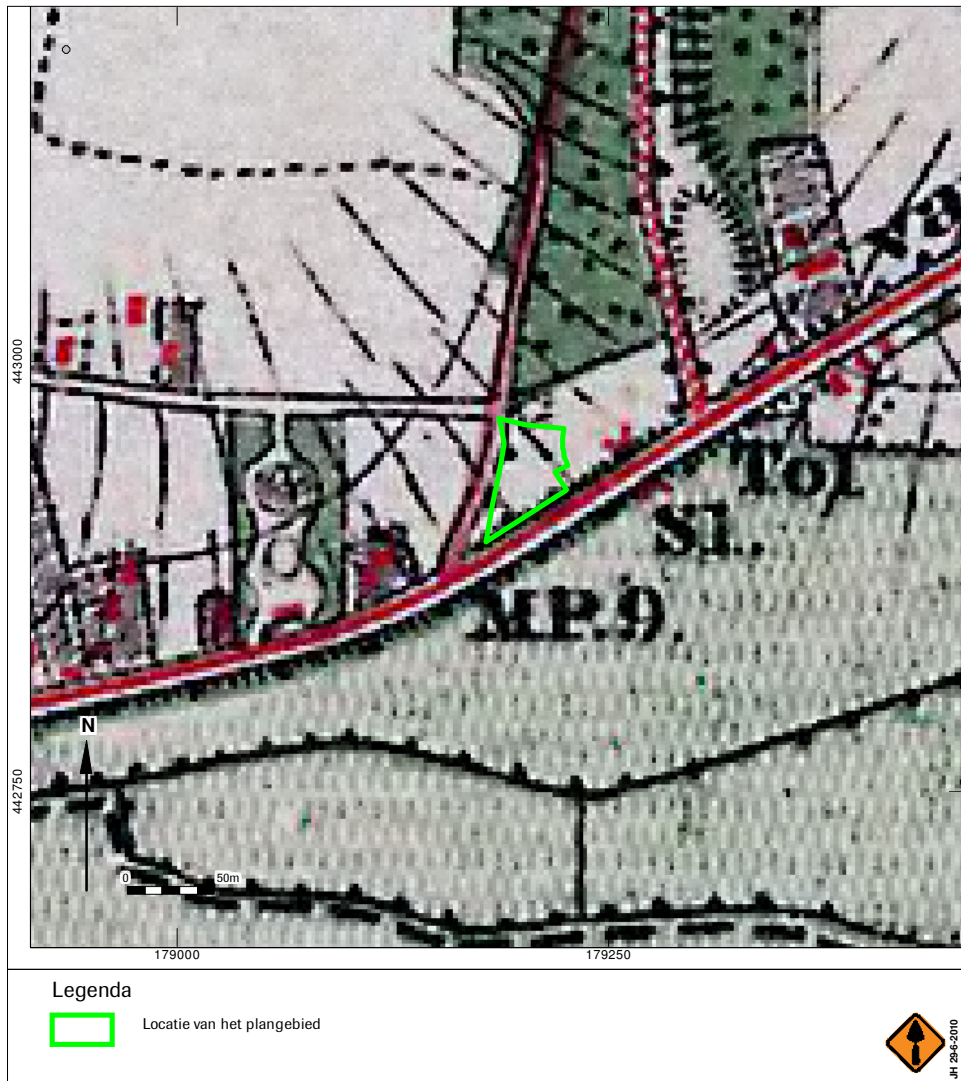 Va
443000
Tol
Sl.
MP.9.
N
442750
0 50m
179000 179250
Legenda
Locatie van het plangebied
JH 29-6-2010